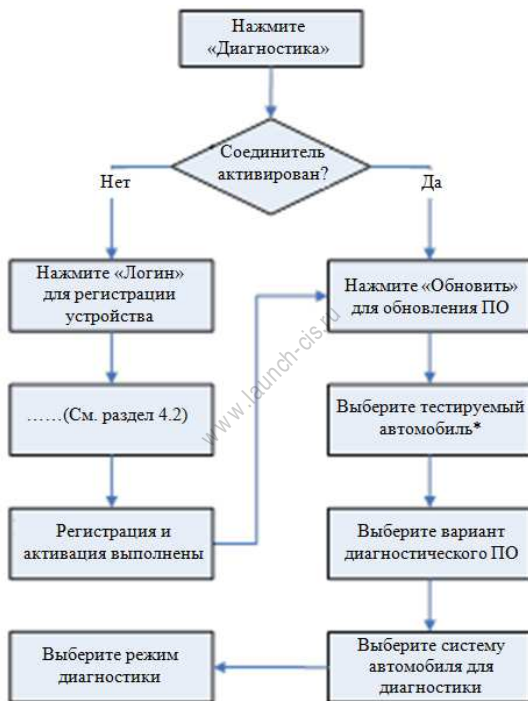 Нажмите
«Диагностика»
Соединитель
активирован?
Нет
Да
Нажмите «Логин»
для регистрации
устройства
Нажмите «Обновить»
для обновления ПО
……(См. раздел 4.2)
Выберите тестируемый
автомобиль*
Регистрация и
активация выполнены
Выберите вариант
диагностического ПО
Выберите режим
диагностики
Выберите систему
автомобиля для
диагностики
www.launch-cis.ru